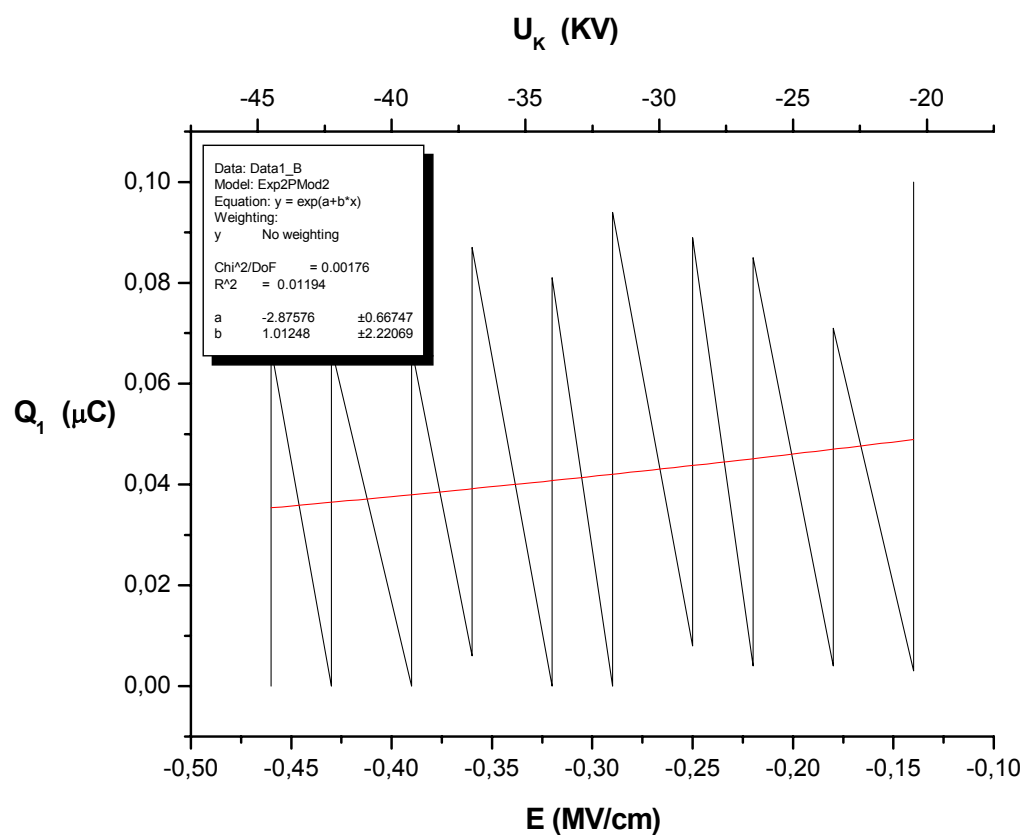 U_K (KV)
-45 -40 -35 -30 -25 -20
Data: Data1_B
Model: Exp2PMod2
Equation: y = exp(a+b*x)
Weighting:
y No weighting
Chi^2/DoF = 0.00176
R^2 = 0.01194
a -2.87576 ±0.66747
b 1.01248 ±2.22069
0,10
0,08
0,06
Q_1 (μC)
0,04
0,02
0,00
-0,50 -0,45 -0,40 -0,35 -0,30 -0,25 -0,20 -0,15 -0,10
E (MV/cm)